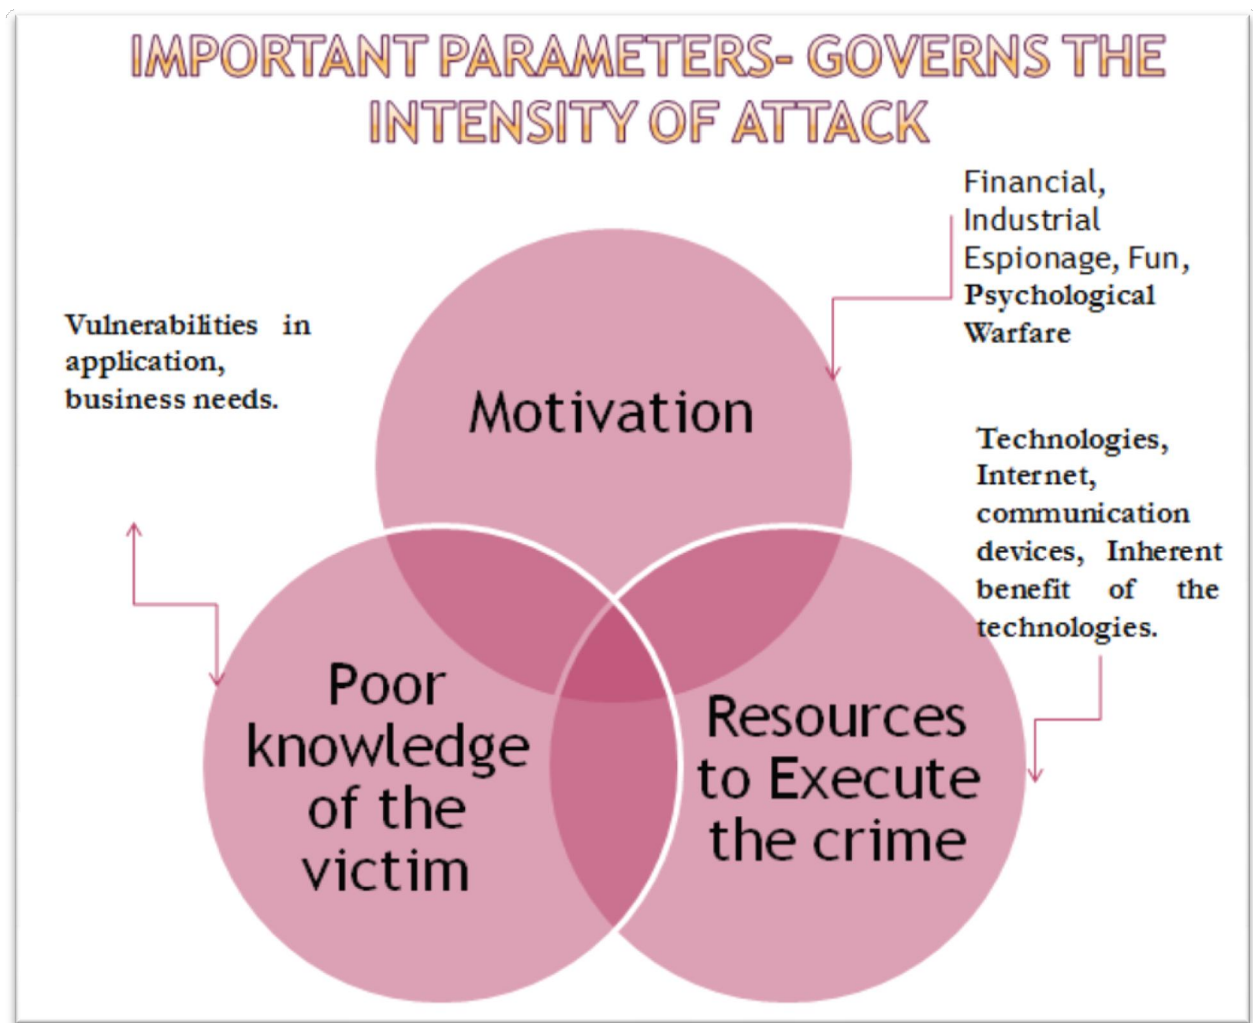 IMPORTANT PARAMETERS- GOVERNS THE
INTENSITY OF ATTACK
Financial,
Industrial
Espionage, Fun,
Psychological
Warfare
Vulnerabilities in
application,
business needs.
Motivation
Technologies,
Internet,
communication
devices, Inherent
benefit of the
technologies.
Poor
knowledge
of the
victim
Resources
to Execute
the crime